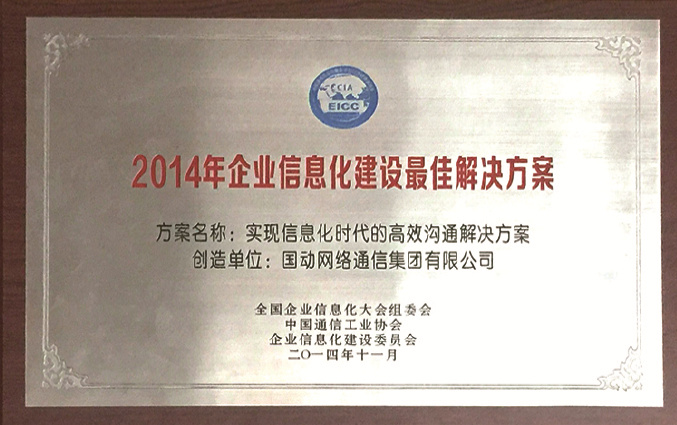 ECIA
EICC
2014年企业信息化建设最佳解决方案
方案名称：实现信息化时代的高效沟通解决方案
创造单位：国动网络通信集团有限公司
全国企业信息化大会组委会
中国通信工业协会
企业信息化建设委员会
二〇一四年十一月